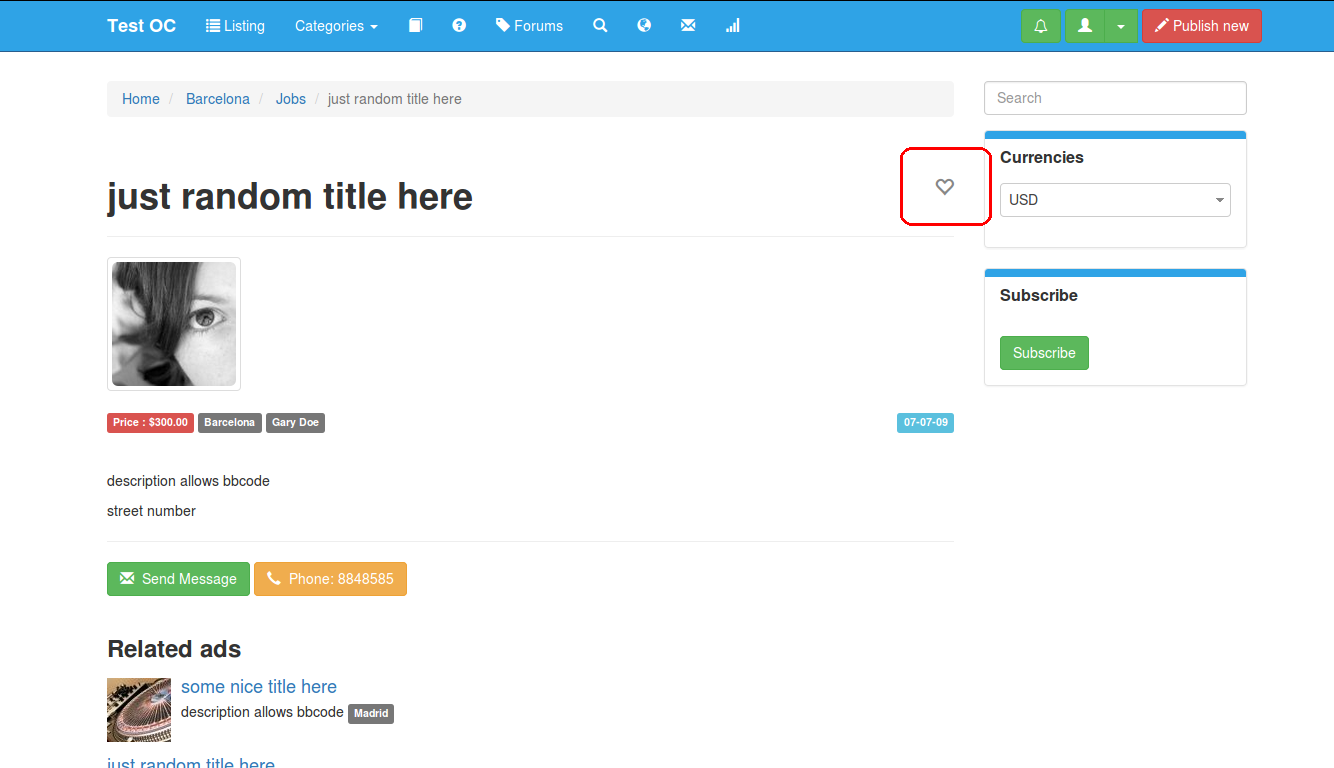 Test OC Listing Categories Forums Publish new
Home / Barcelona / Jobs / just random title here
Search
Currencies
USD
just random title here
Subscribe
Subscribe
Price : $300.00 Barcelona Gary Doe 07-07-09
description allows bbcode
street number
Send Message Phone: 8848585
Related ads
some nice title here
description allows bbcode Madrid
just random title here